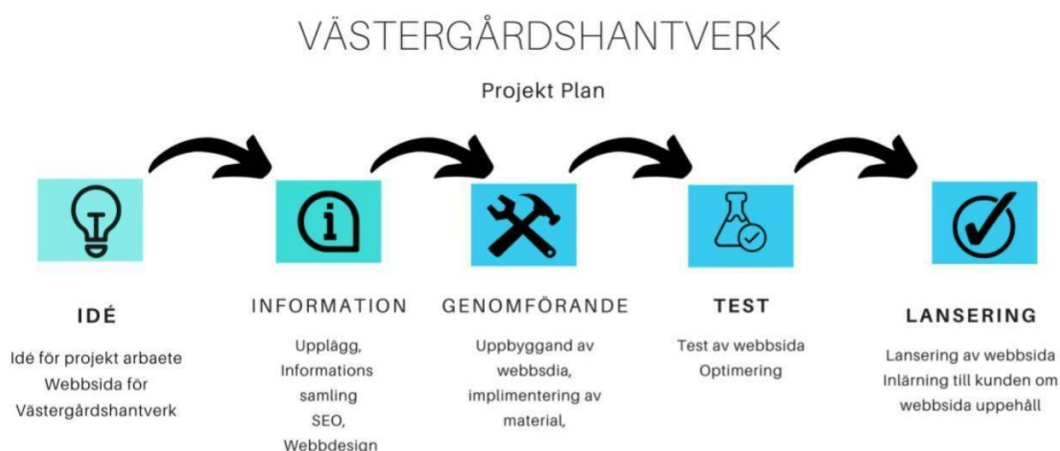 VÄSTERGÅRDSHANTVERK
Projekt Plan
IDÉ
Idé för projekt arbaete
Webbsida för
Västergårdshantverk
INFORMATION
Upplägg,
Informations
samling
SEO,
Webbdesign
GENOMFÖRANDE
Uppbyggand av
webbsdia,
implimentering av
material,
TEST
Test av webbsida
Optimering
LANSERING
Lansering av webbsida
Inlärning till kunden om
webbsida uppehåll